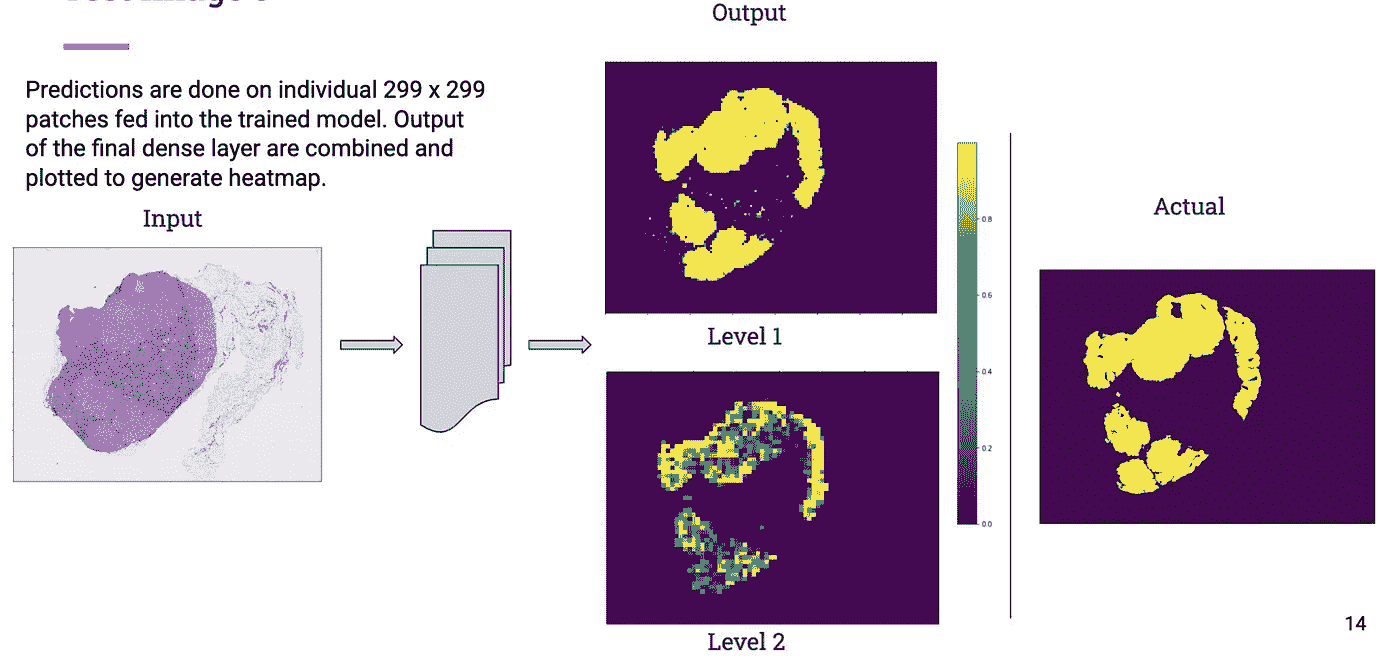 Output
Predictions are done on individual 299 x 299
patches fed into the trained model. Output
of the final dense layer are combined and
plotted to generate heatmap.
Input
Level 1
0.8
0.6
0.4
0.2
0.0
Actual
Level 2
14